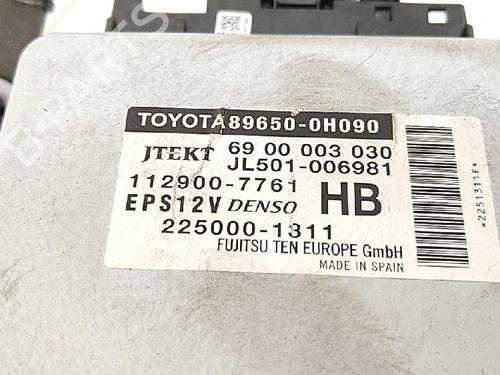 TOYOTA89650-0H090
JTEKT 69 00 003 030
JL501-006981
112900-7761 HB
EPS12V DENSO
225000-1311
FUJITSU TEN EUROPE GmbH
MADE IN SPAIN
*2251311F*